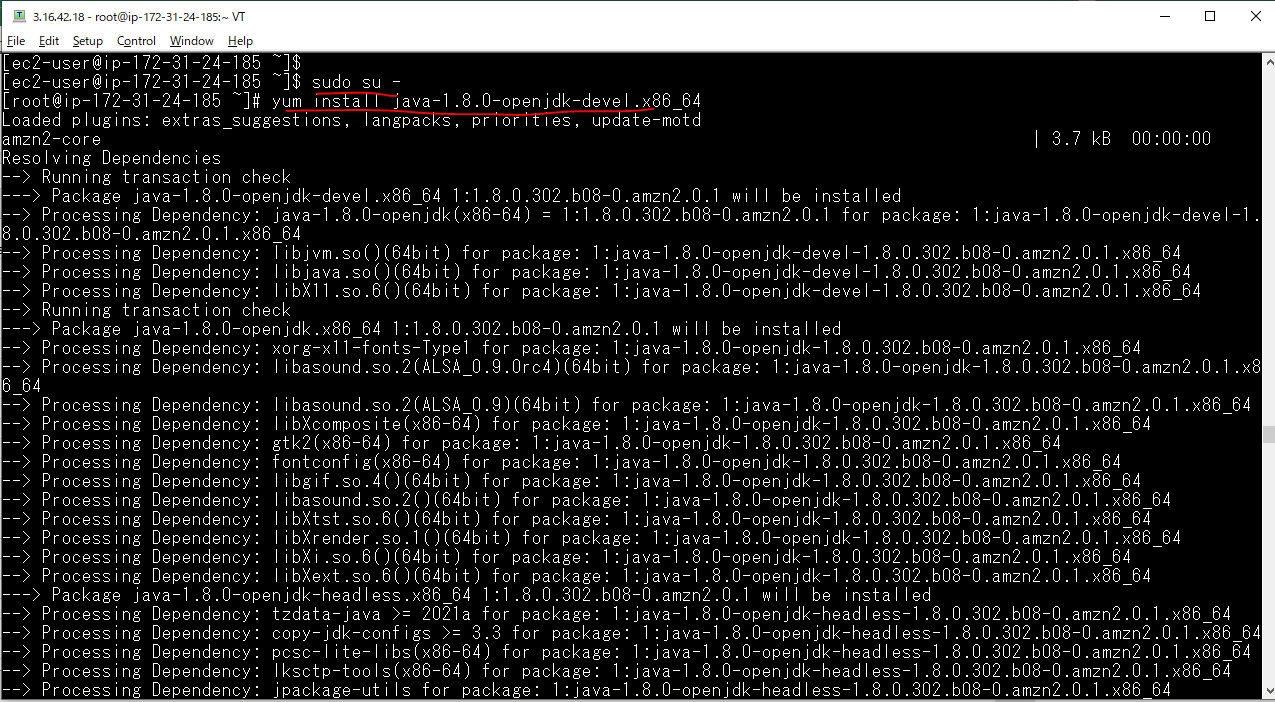 3.16.42.18 - root@ip-172-31-24-185:~ VT
File Edit Setup Control Window Help
[ec2-user@ip-172-31-24-185 ~]$
[ec2-user@ip-172-31-24-185 ~]$ sudo su -
[root@ip-172-31-24-185 ~]# yum install java-1.8.0-openjdk-devel.x86_64
Loaded plugins: extras_suggestions, langpacks, priorities, update-motd
amzn2-core | 3.7 kB 00:00:00
Resolving Dependencies
--> Running transaction check
---> Package java-1.8.0-openjdk-devel.x86_64 1:1.8.0.302.b08-0.amzn2.0.1 will be installed
--> Processing Dependency: java-1.8.0-openjdk(x86-64) = 1:1.8.0.302.b08-0.amzn2.0.1 for package: 1:java-1.8.0-openjdk-devel-1.
8.0.302.b08-0.amzn2.0.1.x86_64
--> Processing Dependency: libjvm.so()(64bit) for package: 1:java-1.8.0-openjdk-devel-1.8.0.302.b08-0.amzn2.0.1.x86_64
--> Processing Dependency: libjava.so()(64bit) for package: 1:java-1.8.0-openjdk-devel-1.8.0.302.b08-0.amzn2.0.1.x86_64
--> Processing Dependency: libX11.so.6()(64bit) for package: 1:java-1.8.0-openjdk-devel-1.8.0.302.b08-0.amzn2.0.1.x86_64
--> Running transaction check
---> Package java-1.8.0-openjdk.x86_64 1:1.8.0.302.b08-0.amzn2.0.1 will be installed
--> Processing Dependency: xorg-x11-fonts-Type1 for package: 1:java-1.8.0-openjdk-1.8.0.302.b08-0.amzn2.0.1.x86_64
--> Processing Dependency: libasound.so.2(ALSA_0.9.0rc4)(64bit) for package: 1:java-1.8.0-openjdk-1.8.0.302.b08-0.amzn2.0.1.x8
6_64
--> Processing Dependency: libasound.so.2(ALSA_0.9)(64bit) for package: 1:java-1.8.0-openjdk-1.8.0.302.b08-0.amzn2.0.1.x86_64
--> Processing Dependency: libXcomposite(x86-64) for package: 1:java-1.8.0-openjdk-1.8.0.302.b08-0.amzn2.0.1.x86_64
--> Processing Dependency: gtk2(x86-64) for package: 1:java-1.8.0-openjdk-1.8.0.302.b08-0.amzn2.0.1.x86_64
--> Processing Dependency: fontconfig(x86-64) for package: 1:java-1.8.0-openjdk-1.8.0.302.b08-0.amzn2.0.1.x86_64
--> Processing Dependency: libgif.so.4()(64bit) for package: 1:java-1.8.0-openjdk-1.8.0.302.b08-0.amzn2.0.1.x86_64
--> Processing Dependency: libasound.so.2()(64bit) for package: 1:java-1.8.0-openjdk-1.8.0.302.b08-0.amzn2.0.1.x86_64
--> Processing Dependency: libXtst.so.6()(64bit) for package: 1:java-1.8.0-openjdk-1.8.0.302.b08-0.amzn2.0.1.x86_64
--> Processing Dependency: libXrender.so.1()(64bit) for package: 1:java-1.8.0-openjdk-1.8.0.302.b08-0.amzn2.0.1.x86_64
--> Processing Dependency: libXi.so.6()(64bit) for package: 1:java-1.8.0-openjdk-1.8.0.302.b08-0.amzn2.0.1.x86_64
--> Processing Dependency: libXext.so.6()(64bit) for package: 1:java-1.8.0-openjdk-1.8.0.302.b08-0.amzn2.0.1.x86_64
---> Package java-1.8.0-openjdk-headless.x86_64 1:1.8.0.302.b08-0.amzn2.0.1 will be installed
--> Processing Dependency: tzdata-java >= 2021a for package: 1:java-1.8.0-openjdk-headless-1.8.0.302.b08-0.amzn2.0.1.x86_64
--> Processing Dependency: copy-jdk-configs >= 3.3 for package: 1:java-1.8.0-openjdk-headless-1.8.0.302.b08-0.amzn2.0.1.x86_64
--> Processing Dependency: pcsc-lite-libs(x86-64) for package: 1:java-1.8.0-openjdk-headless-1.8.0.302.b08-0.amzn2.0.1.x86_64
--> Processing Dependency: lksctp-tools(x86-64) for package: 1:java-1.8.0-openjdk-headless-1.8.0.302.b08-0.amzn2.0.1.x86_64
--> Processing Dependency: jpackage-utils for package: 1:java-1.8.0-openjdk-headless-1.8.0.302.b08-0.amzn2.0.1.x86_64